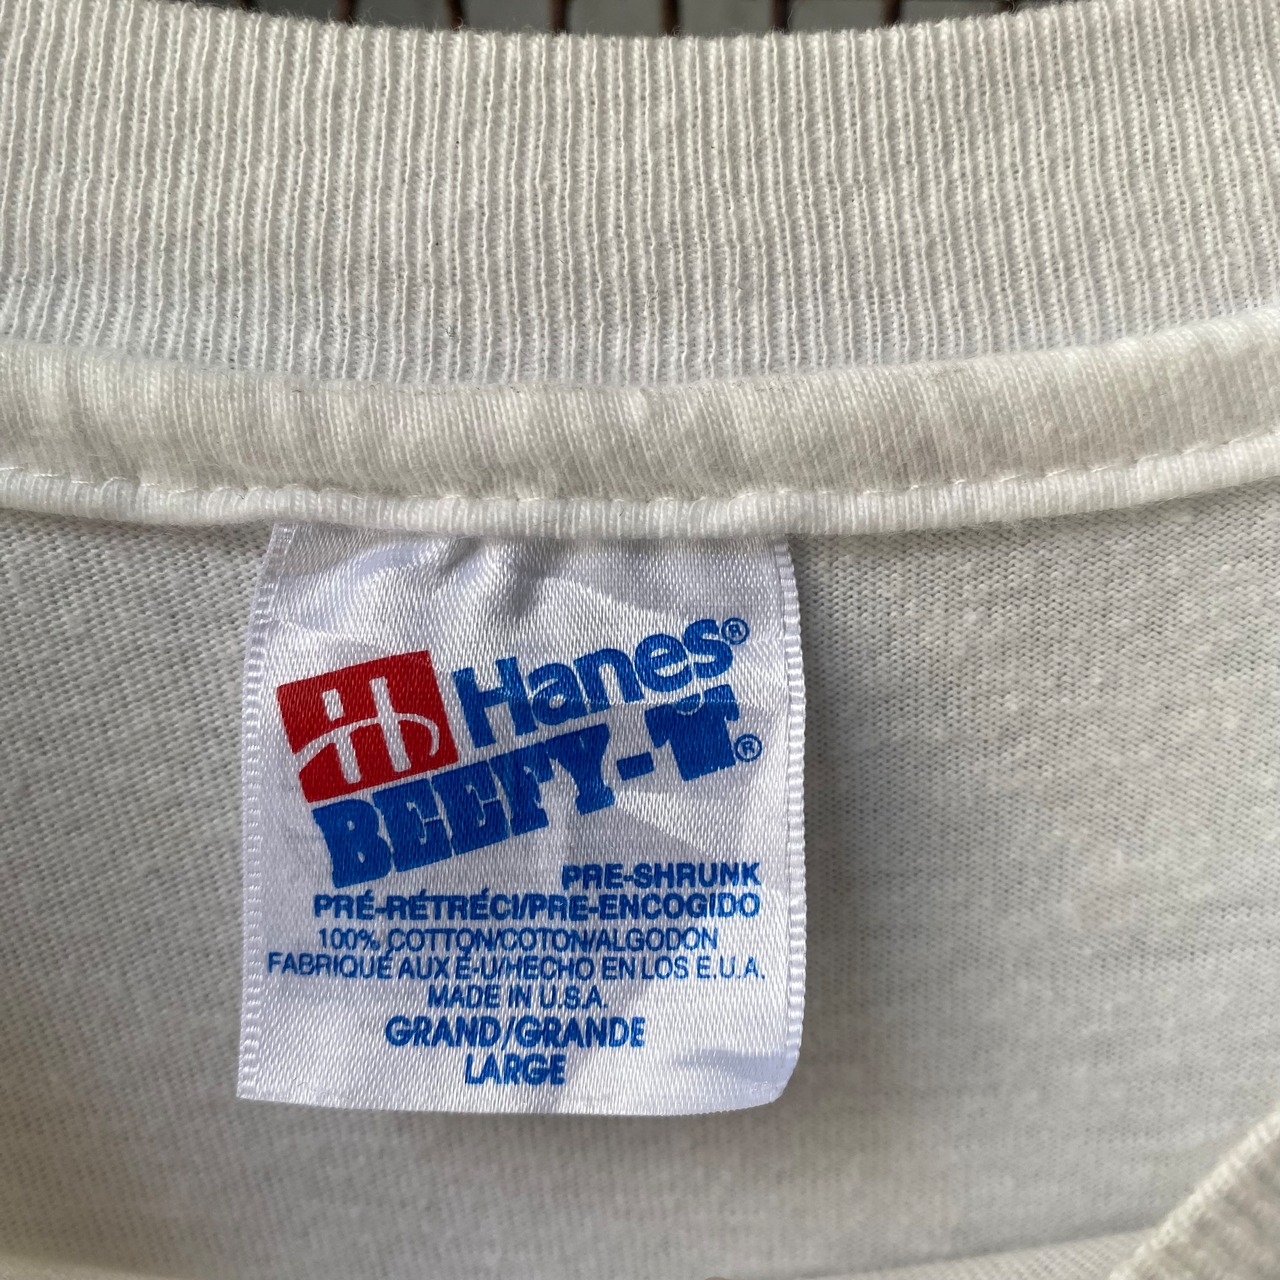 Hanes®
BEEFY-T®
PRE-SHRUNK
PRÉ-RÉTRÉCI/PRE-ENCOGIDO
100% COTTON/COTON/ALGODON
FABRIQUÉ AUX É-U/HECHO EN LOS E.U.A.
MADE IN U.S.A.
GRAND/GRANDE
LARGE